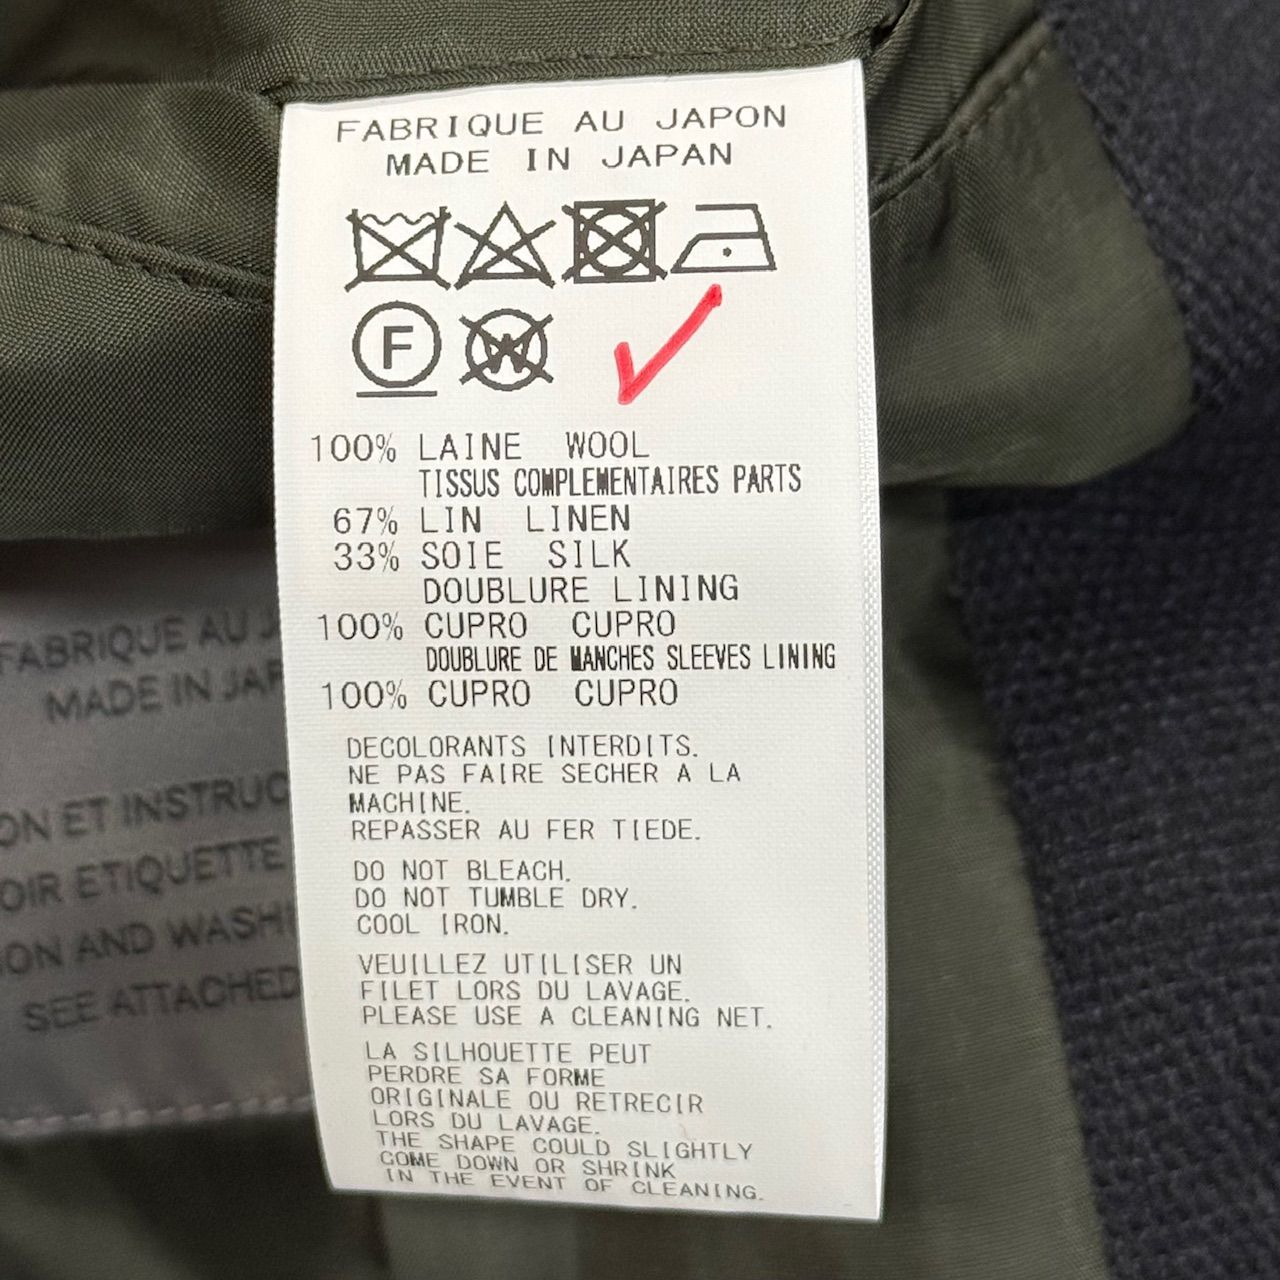 FABRIQUE AU JAPON
MADE IN JAPAN
F
W
100% LAINE WOOL
TISSUS COMPLEMENTAIRES PARTS
67% LIN LINEN
33% SOIE SILK
DOUBLURE LINING
100% CUPRO CUPRO
DOUBLURE DE MANCHES SLEEVES LINING
100% CUPRO CUPRO
DECOLORANTS INTERDITS.
NE PAS FAIRE SECHER A LA
MACHINE.
REPASSER AU FER TIEDE.
DO NOT BLEACH.
DO NOT TUMBLE DRY.
COOL IRON.
VEUILLEZ UTILISER UN
FILET LORS DU LAVAGE.
PLEASE USE A CLEANING NET.
LA SILHOUETTE PEUT
PERDRE SA FORME
ORIGINALE OU RETRECIR
LORS DU LAVAGE.
THE SHAPE COULD SLIGHTLY
COME DOWN OR SHRINK
IN THE EVENT OF CLEANING.
FABRIQUE AU J
MADE IN JAP
ON ET INSTRUC
OIR ETIQUETTE
ON AND WASHI
SEE ATTACHED